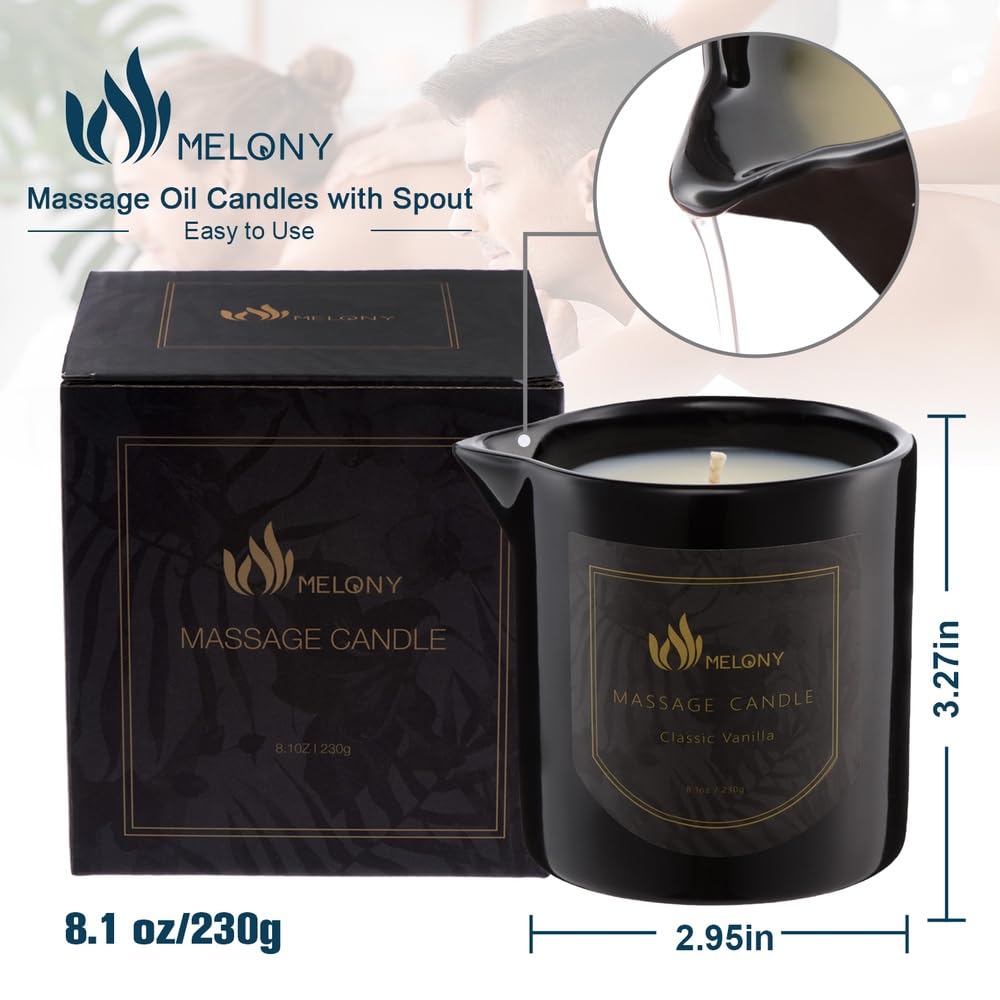 MELONY
Massage Oil Candles with Spout
Easy to Use
MELONY
MELONY
MASSAGE CANDLE
8.1OZ I 230g
MELONY
MASSAGE CANDLE
Classic Vanilla
8.1oz / 230g
3.27in
2.95in
8.1 oz/230g